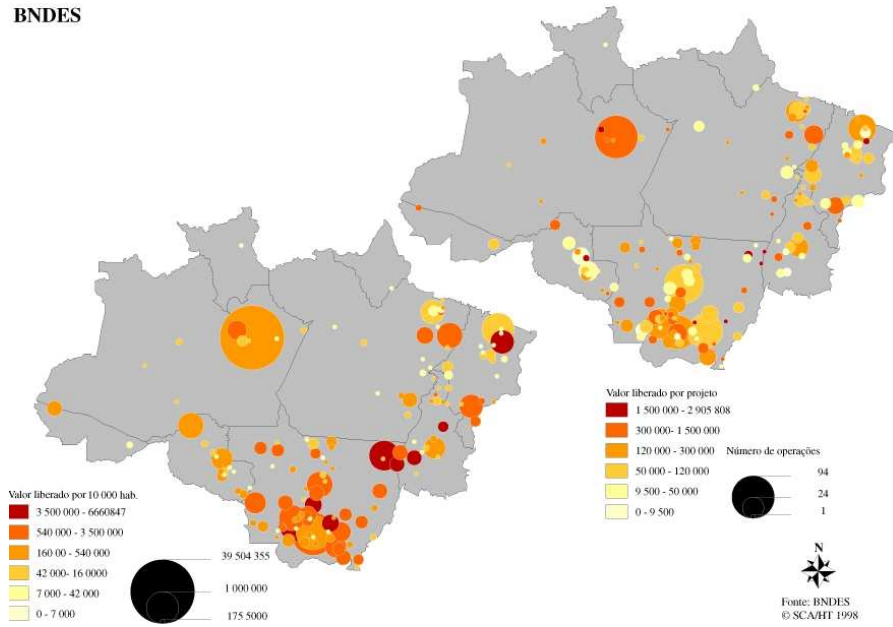 BNDES
Valor liberado por projeto
1 500 000 - 2 905 808
300 000- 1 500 000
120 000 - 300 000
50 000 - 120 000
9 500 - 50 000
0 - 9 500
Número de operações
94
24
1
Valor liberado por 10 000 hab.
3 500 000 - 6660847
540 000 - 3 500 000
160 00 - 540 000
42 000- 16 0000
7 000 - 42 000
0 - 7 000
39 504 355
1 000 000
175 5000
N
Fonte: BNDES
© SCA/HT 1998